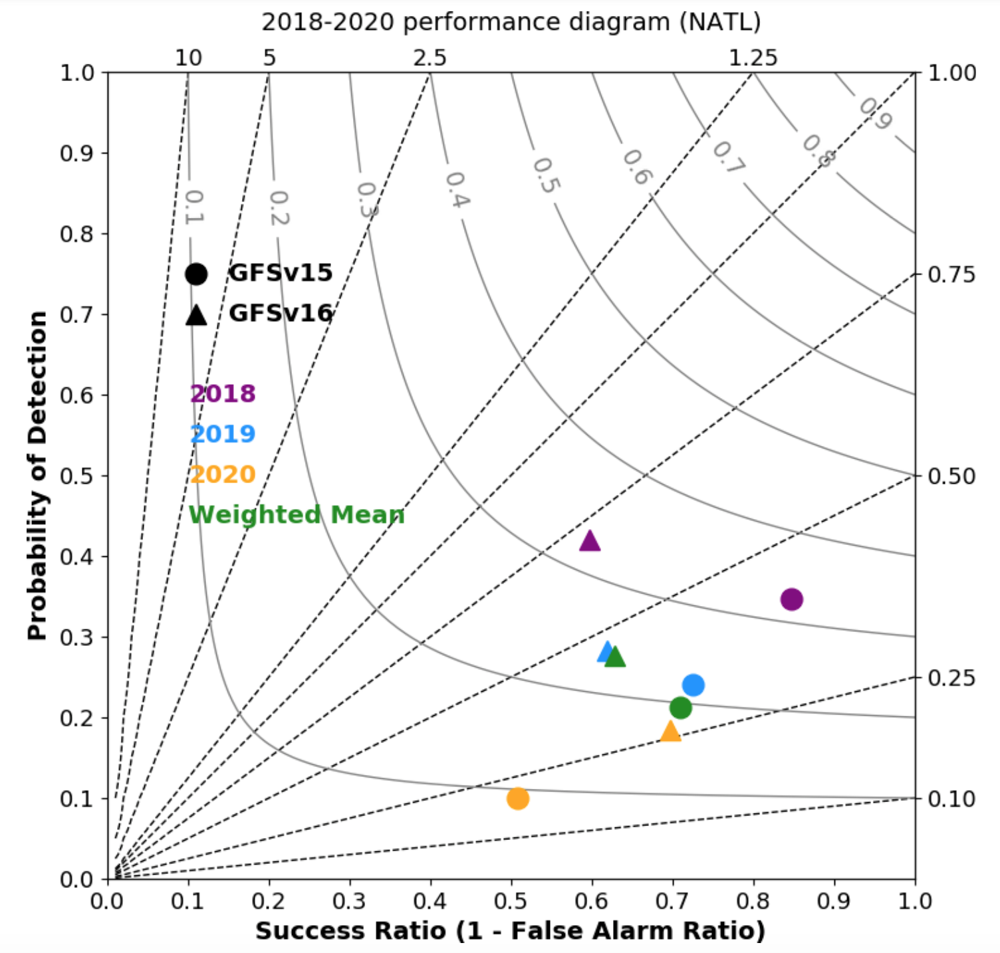 2018-2020 performance diagram (NATL)
10 5 2.5 1.25
1.0 1.00
0.9
0.9
0.8
0.7
0.6
0.5
0.4
0.3
0.2
0.1
0.8
GFSv15 0.75
0.7 GFSv16
0.6 2018
2019
0.5 2020 0.50
Weighted Mean
0.4
0.3
0.25
0.2
0.1 0.10
0.0
Probability of Detection
0.0 0.1 0.2 0.3 0.4 0.5 0.6 0.7 0.8 0.9 1.0
Success Ratio (1 - False Alarm Ratio)